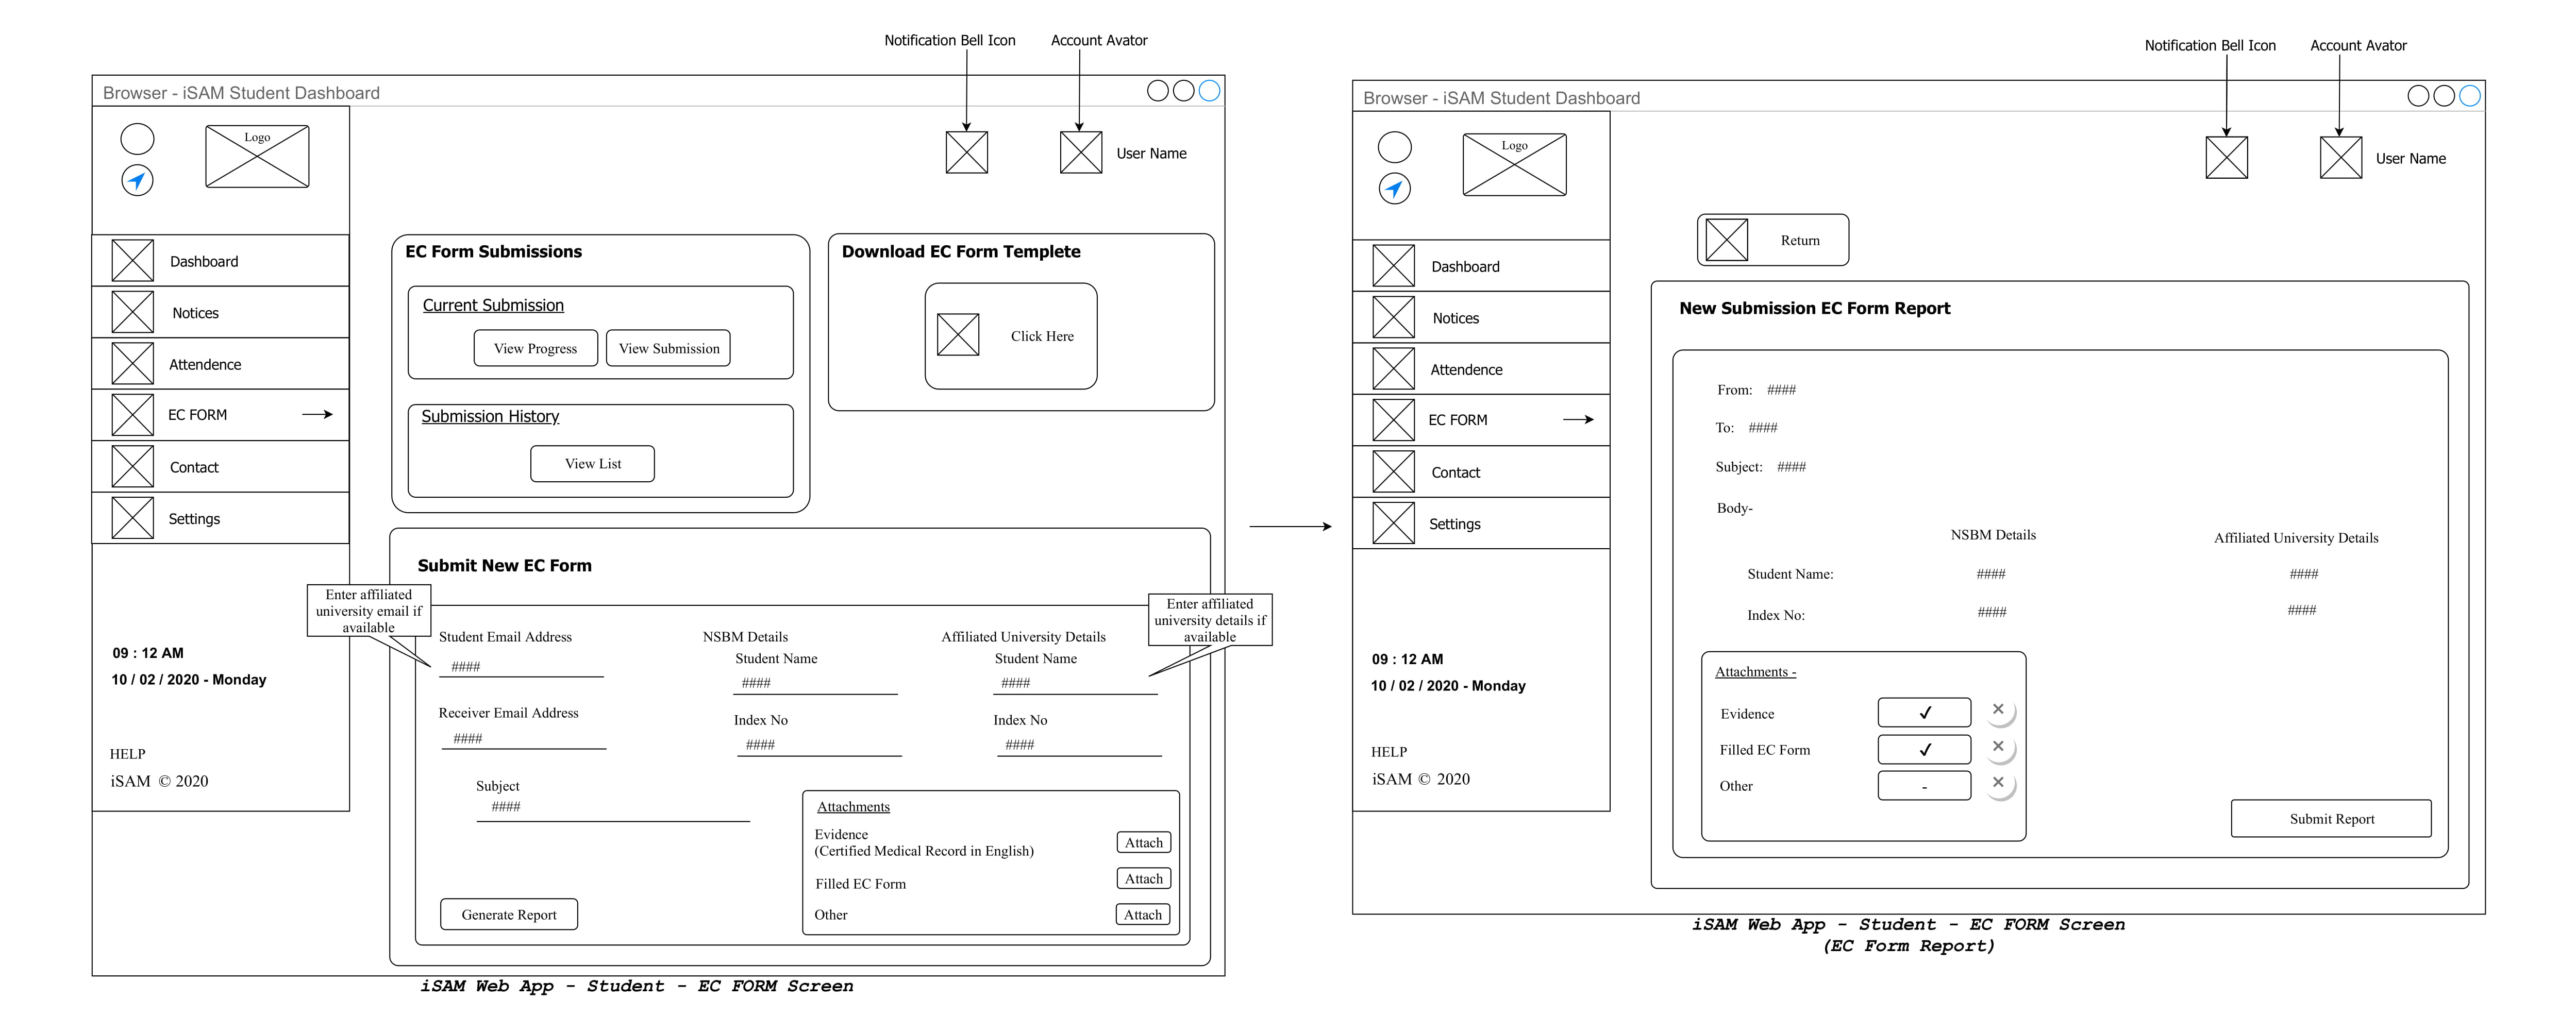 Notification Bell Icon
Account Avator
Browser - iSAM Student Dashboard
Logo
User Name
Dashboard
Notices
Attendence
EC FORM
Contact
Settings
09 : 12 AM
10 / 02 / 2020 - Monday
HELP
iSAM © 2020
EC Form Submissions
Current Submission
View Progress
View Submission
Submission History
View List
Download EC Form Templete
Click Here
Submit New EC Form
Enter affiliated
university email if
available
Enter affiliated
university details if
available
Student Email Address
####
Receiver Email Address
####
Subject
####
NSBM Details
Student Name
####
Index No
####
Affiliated University Details
Student Name
####
Index No
####
Attachments
Evidence
(Certified Medical Record in English)
Attach
Filled EC Form
Attach
Other
Attach
Generate Report
iSAM Web App - Student - EC FORM Screen
Notification Bell Icon
Account Avator
Browser - iSAM Student Dashboard
Logo
User Name
Dashboard
Notices
Attendence
EC FORM
Contact
Settings
09 : 12 AM
10 / 02 / 2020 - Monday
HELP
iSAM © 2020
Return
New Submission EC Form Report
From: ####
To: ####
Subject: ####
Body-
NSBM Details
Affiliated University Details
Student Name: #### ####
Index No: #### ####
Attachments -
Evidence ✓ ×
Filled EC Form ✓ ×
Other - ×
Submit Report
iSAM Web App - Student - EC FORM Screen
(EC Form Report)